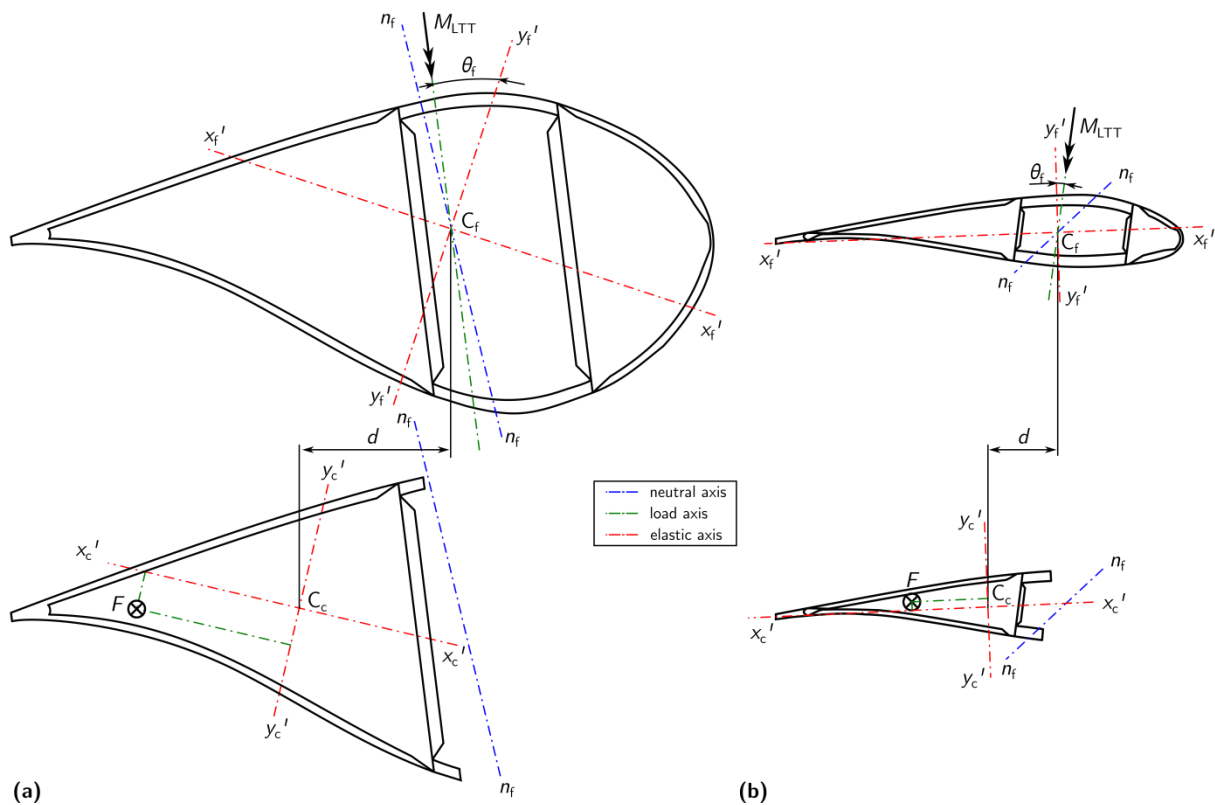 n_f
M_LTT
y_f'
θ_f
x_f'
C_f
x_f'
y_f'
n_f
n_f
d
y_c'
x_c'
F
C_c
x_c'
y_c'
n_f
(a)
neutral axis
load axis
elastic axis
y_f'
M_LTT
θ_f
n_f
C_f
x_f'
x_f'
n_f
y_f'
d
y_c'
n_f
F
C_c
x_c'
x_c'
n_f
y_c'
(b)